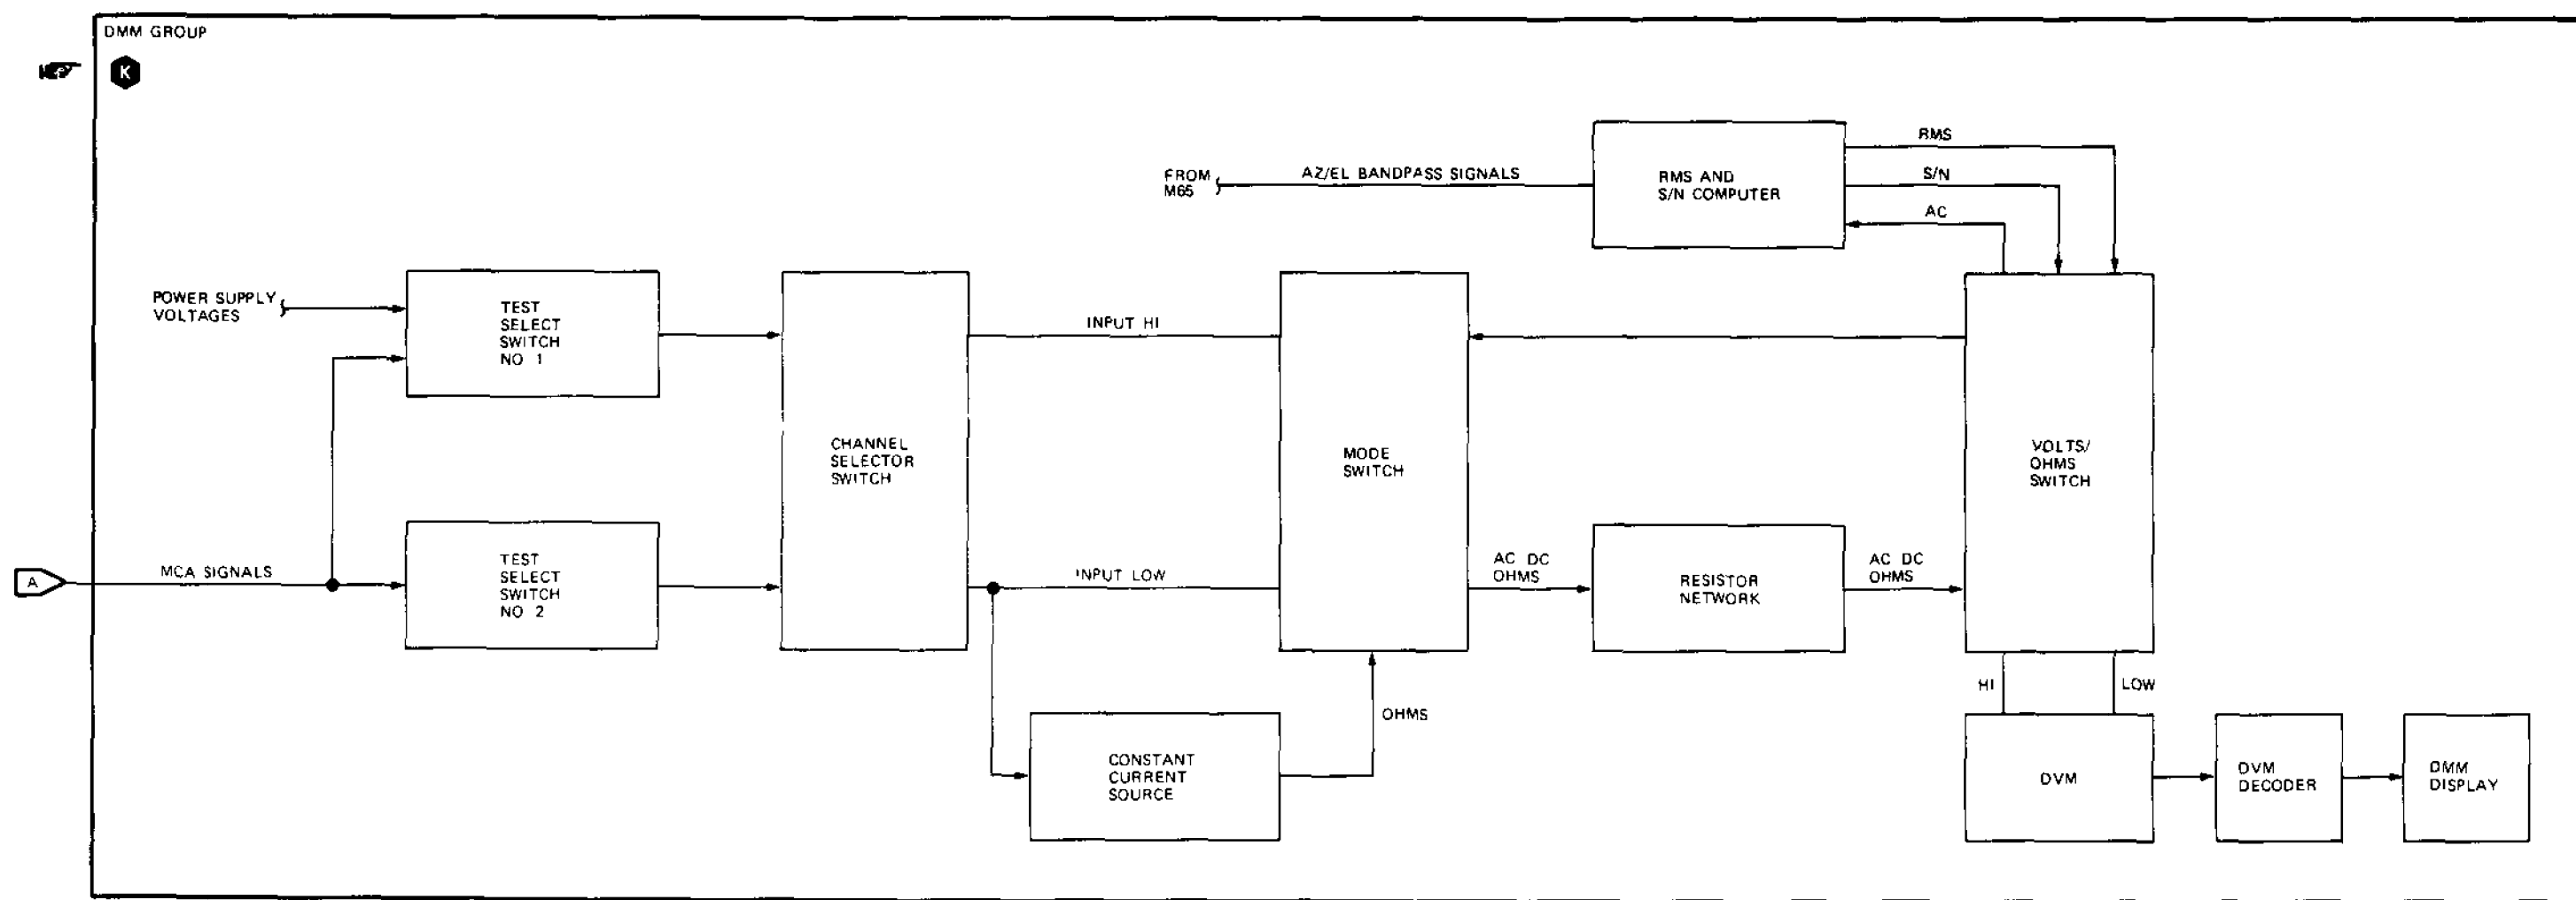 DMM GROUP
K
FROM
M65
AZ/EL BANDPASS SIGNALS
RMS AND
S/N COMPUTER
RMS
S/N
AC
POWER SUPPLY
VOLTAGES
TEST
SELECT
SWITCH
NO 1
CHANNEL
SELECTOR
SWITCH
INPUT HI
MODE
SWITCH
VOLTS/
OHMS
SWITCH
A
MCA SIGNALS
TEST
SELECT
SWITCH
NO 2
INPUT LOW
AC DC
OHMS
RESISTOR
NETWORK
AC DC
OHMS
HI
LOW
CONSTANT
CURRENT
SOURCE
OHMS
DVM
DVM
DECODER
DMM
DISPLAY